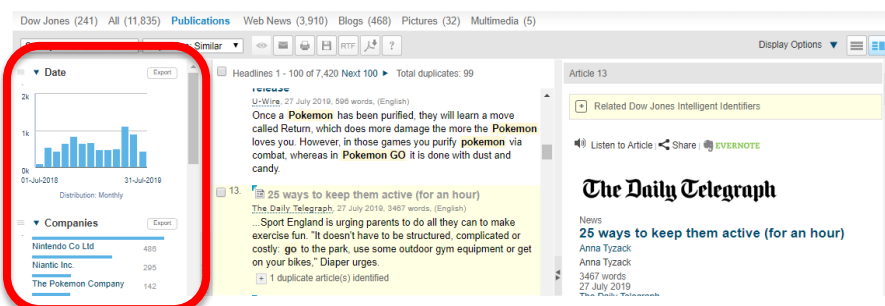 Dow Jones (241) All (11,835) Publications Web News (3,910) Blogs (468) Pictures (32) Multimedia (5)
Similar
RTF
?
Display Options
Date
Export
2k
1k
0k
01-Jul-2018
31-Jul-2019
Distribution: Monthly
Companies
Export
Nintendo Co Ltd
486
Niantic Inc.
295
The Pokemon Company
142
Headlines 1 - 100 of 7,420 Next 100 Total duplicates: 99
release
U-Wire, 27 July 2019, 596 words, (English)
Once a Pokemon has been purified, they will learn a move
called Return, which does more damage the more the Pokemon
loves you. However, in those games you purify pokemon via
combat, whereas in Pokemon GO it is done with dust and
candy.
13.
25 ways to keep them active (for an hour)
The Daily Telegraph, 27 July 2019, 3467 words, (English)
...Sport England is urging parents to do all they can to make
exercise fun. "It doesn't have to be structured, complicated or
costly: go to the park, use some outdoor gym equipment or get
on your bikes," Diaper urges.
1 duplicate article(s) identified
Article 13
Related Dow Jones Intelligent Identifiers
Listen to Article | Share | EVERNOTE
The Daily Telegraph
News
25 ways to keep them active (for an hour)
Anna Tyzack
Anna Tyzack
3467 words
27 July 2019
The Daily Telegraph